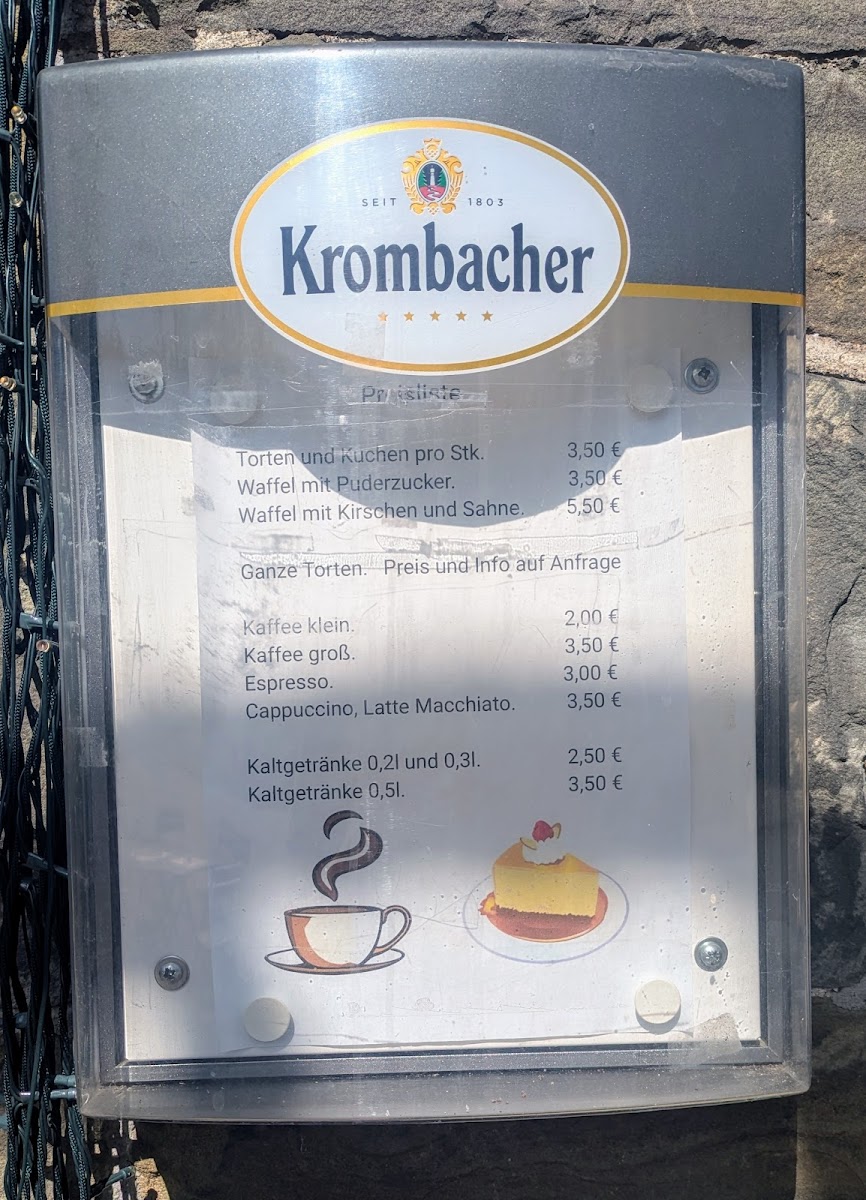 SEIT 1803
Krombacher
Preisliste
Torten und Kuchen pro Stk. 3,50 €
Waffel mit Puderzucker. 3,50 €
Waffel mit Kirschen und Sahne. 5,50 €
Ganze Torten. Preis und Info auf Anfrage
Kaffee klein. 2,00 €
Kaffee groß. 3,50 €
Espresso. 3,00 €
Cappuccino, Latte Macchiato. 3,50 €
Kaltgetränke 0,2l und 0,3l. 2,50 €
Kaltgetränke 0,5l. 3,50 €